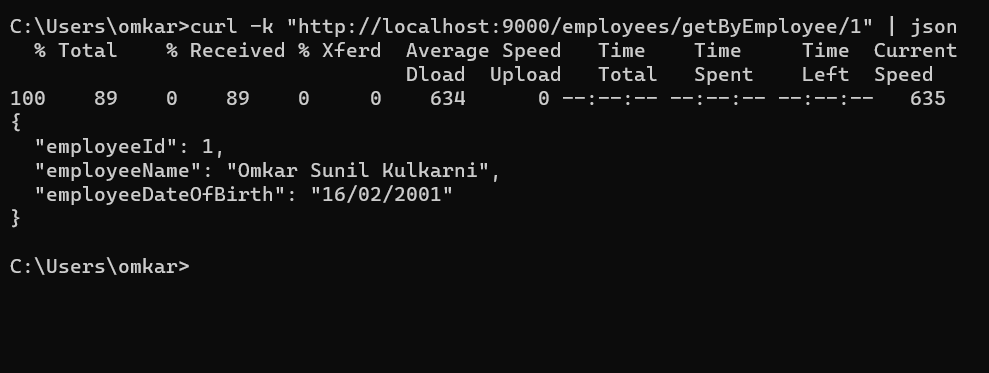 C:\Users\omkar>curl -k "http://localhost:9000/employees/getByEmployee/1" | json
  % Total    % Received % Xferd  Average Speed   Time    Time     Time  Current
                                 Dload  Upload   Total   Spent    Left  Speed
100    89    0    89    0     0    634      0 --:--:-- --:--:-- --:--:--   635
{
  "employeeId": 1,
  "employeeName": "Omkar Sunil Kulkarni",
  "employeeDateOfBirth": "16/02/2001"
}
C:\Users\omkar>